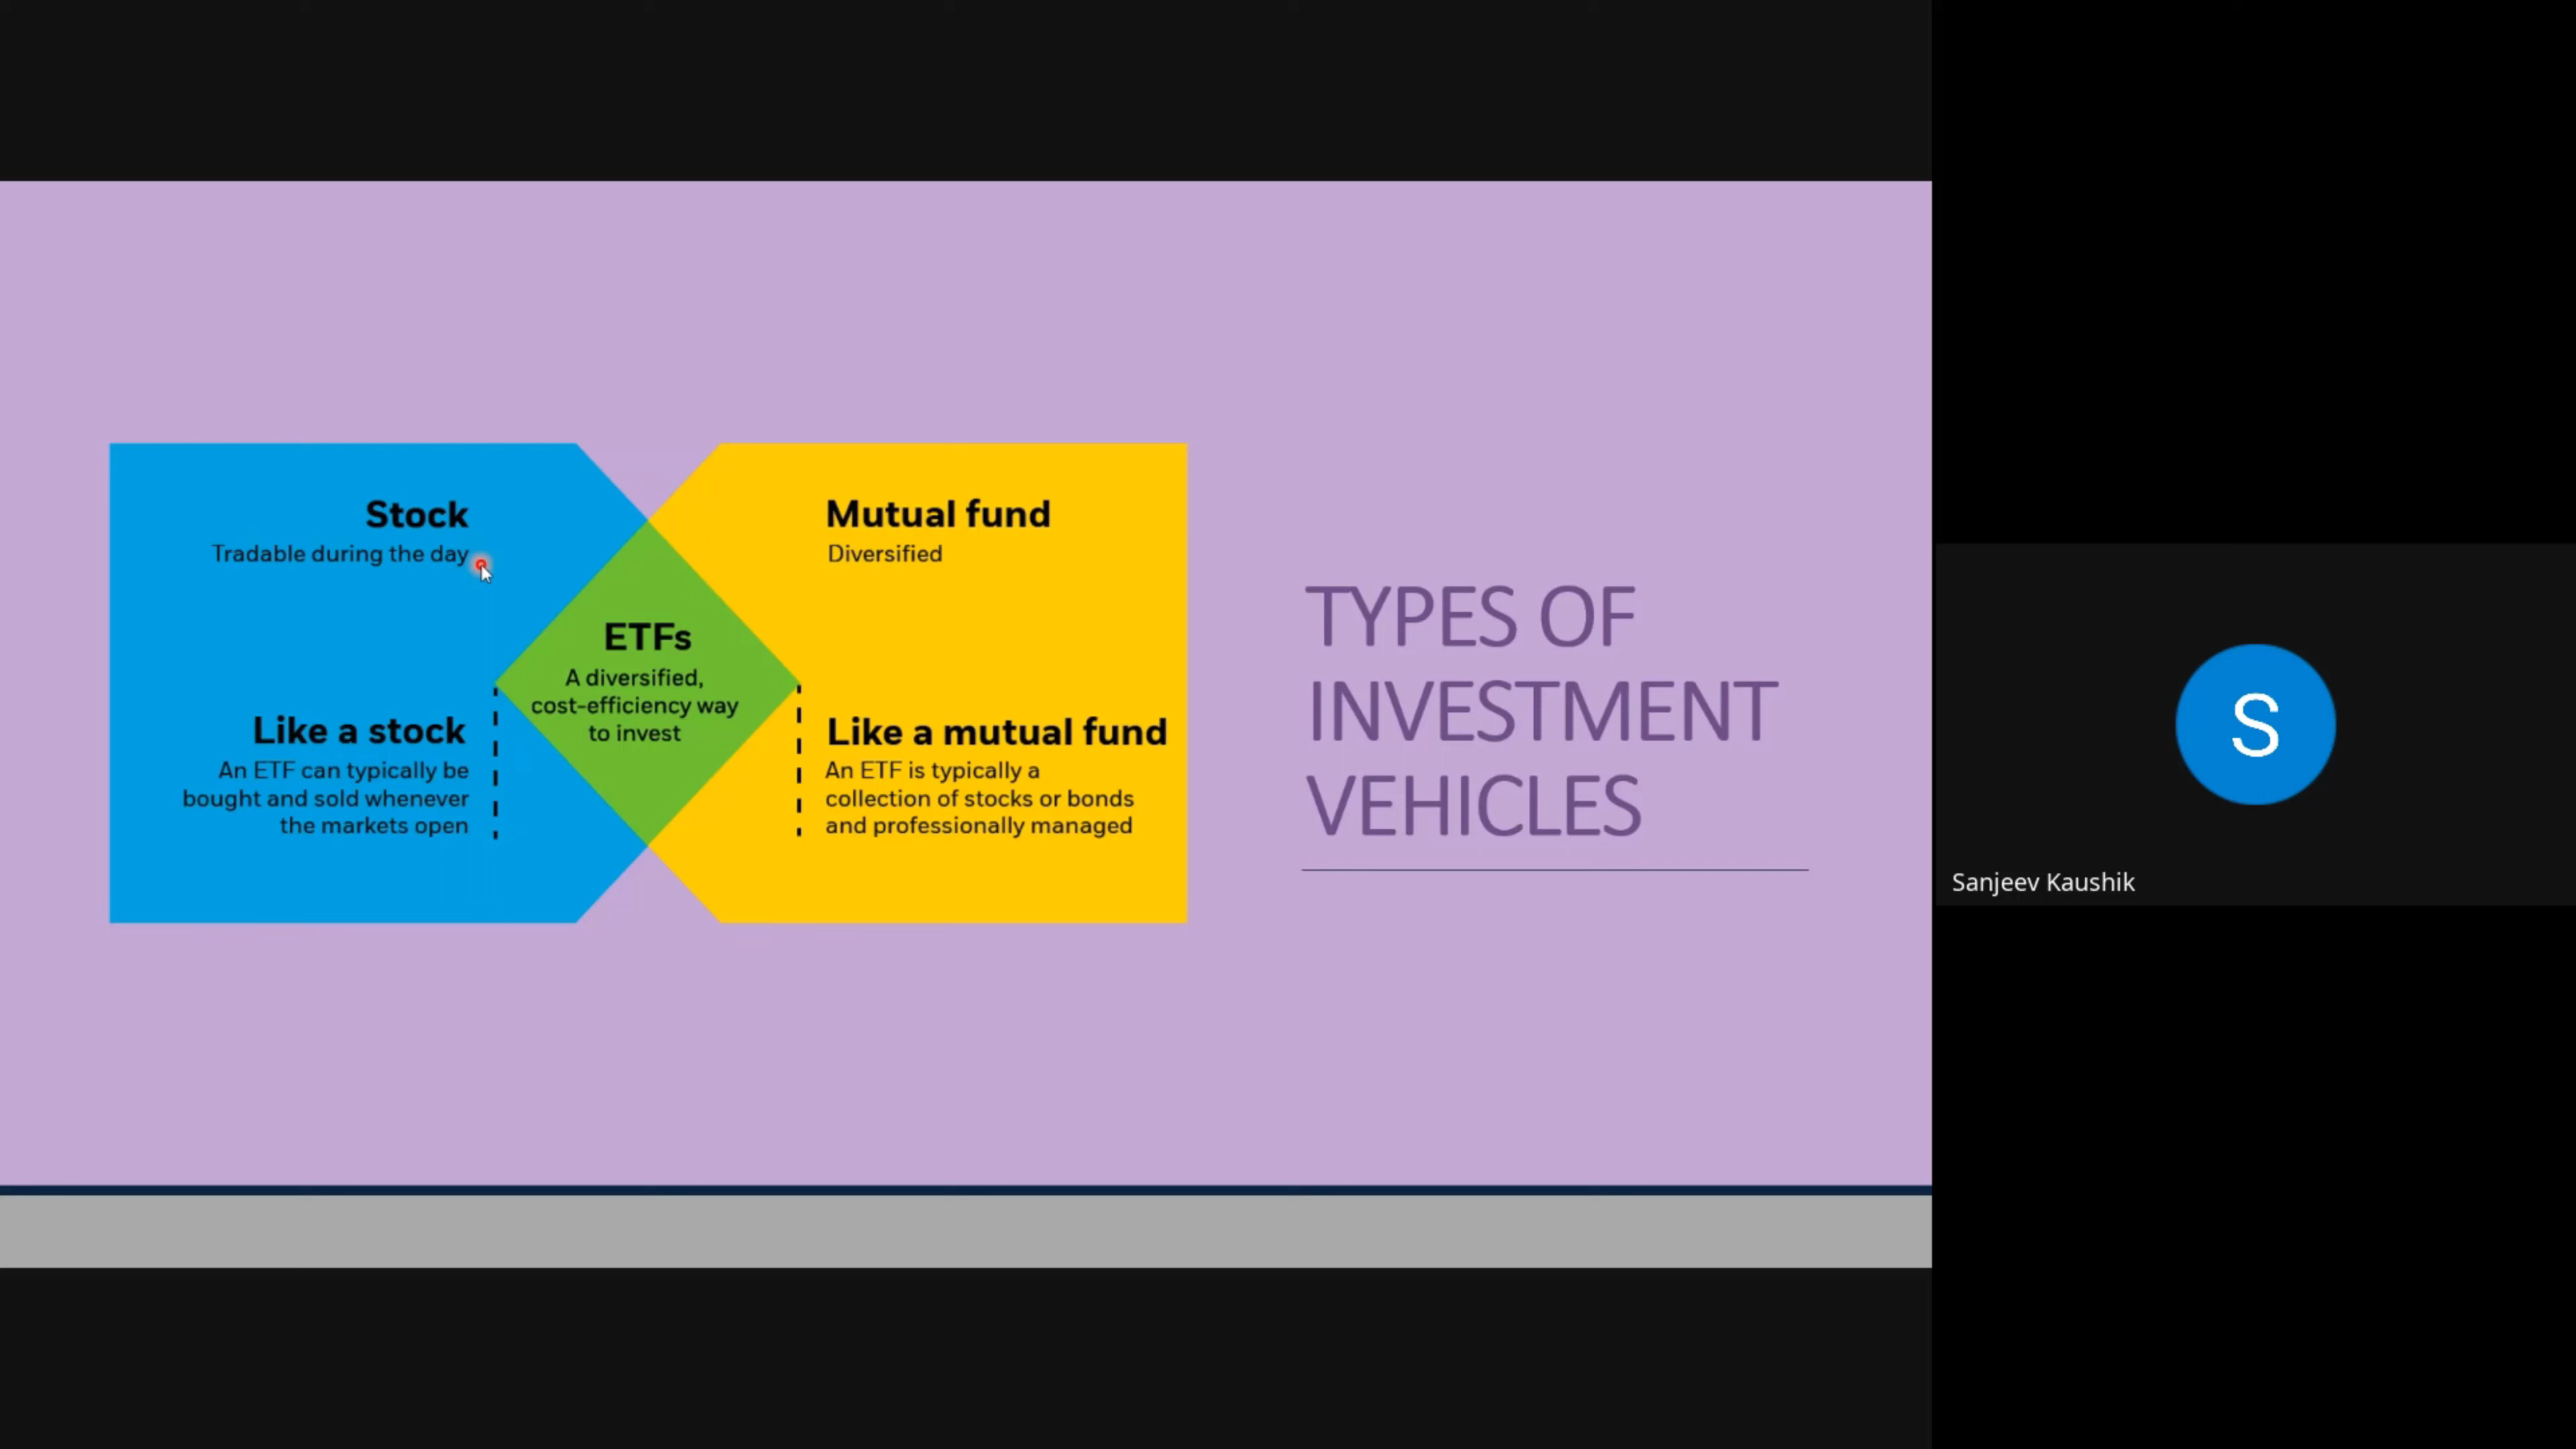 Stock
Tradable during the day
Mutual fund
Diversified
ETFs
A diversified,
cost-efficiency way
to invest
Like a stock
An ETF can typically be
bought and sold whenever
the markets open
Like a mutual fund
An ETF is typically a
collection of stocks or bonds
and professionally managed
TYPES OF
INVESTMENT
VEHICLES
S
Sanjeev Kaushik